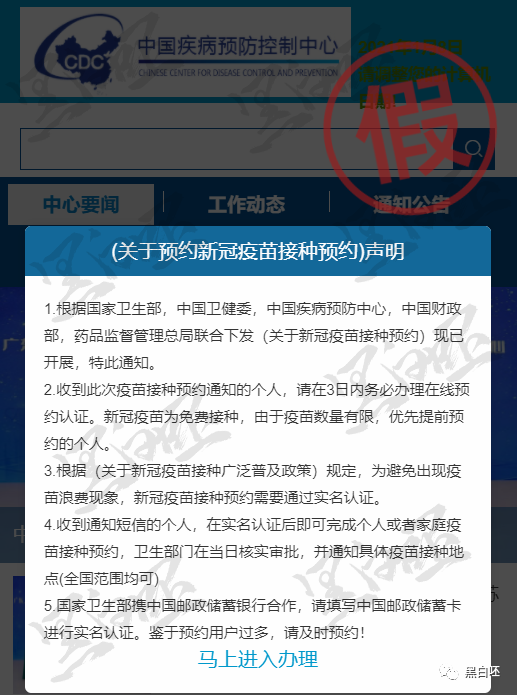 CDC
中国疾病预防控制中心
CHINESE CENTER FOR DISEASE CONTROL AND PREVENTION
假
中心要闻
工作动态
通知公告
(关于预约新冠疫苗接种预约)声明
1.根据国家卫生部，中国卫健委，中国疾病预防中心，中国财政
部，药品监督管理总局联合下发（关于新冠疫苗接种预约）现已
开展，特此通知。
2.收到此次疫苗接种预约通知的个人，请在3日内务必办理在线预
约认证。新冠疫苗为免费接种，由于疫苗数量有限，优先提前预
约的个人。
3.根据（关于新冠疫苗接种广泛普及政策）规定，为避免出现疫
苗浪费现象，新冠疫苗接种预约需要通过实名认证。
4.收到通知短信的个人，在实名认证后即可完成个人或者家庭疫
苗接种预约，卫生部门在当日核实审批，并通知具体疫苗接种地
点(全国范围均可)
5.国家卫生部携中国邮政储蓄银行合作，请填写中国邮政储蓄卡
进行实名认证。鉴于预约用户过多，请及时预约！
马上进入办理
黑白呸